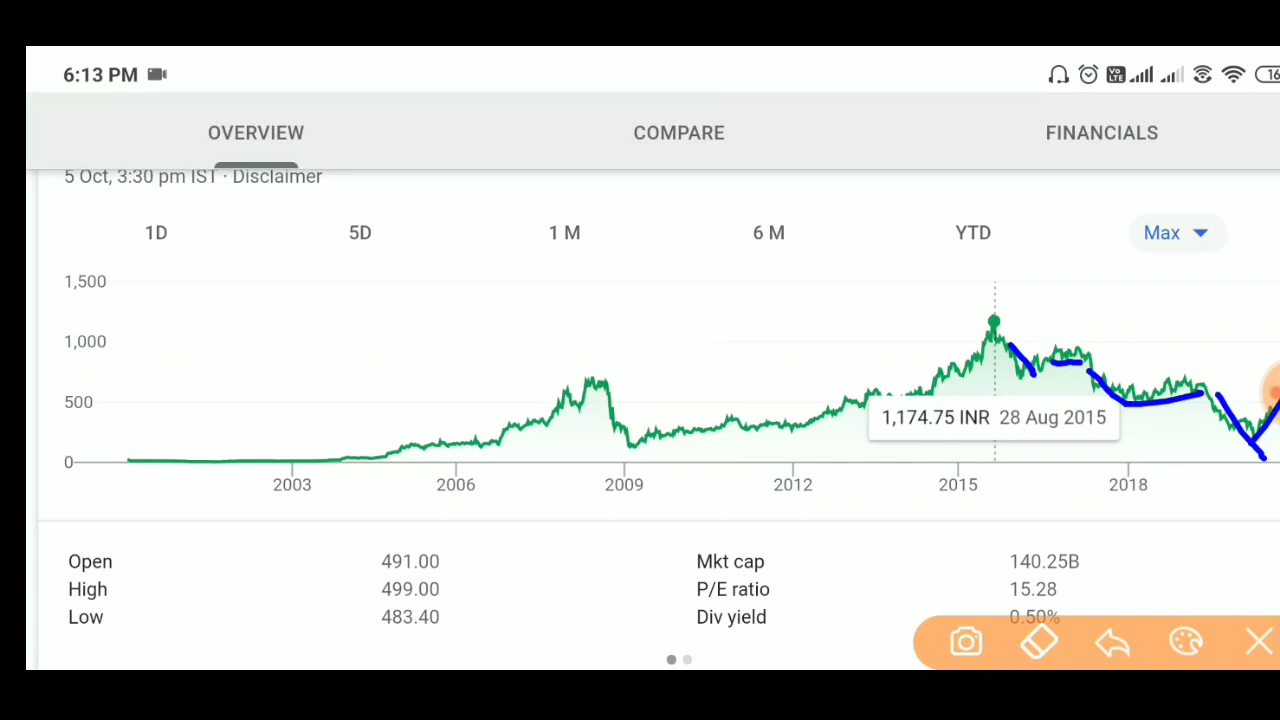 6:13 PM
Vo LTE
16
OVERVIEW COMPARE FINANCIALS
5 Oct, 3:30 pm IST · Disclaimer
1D 5D 1 M 6 M YTD Max
1,500
1,000
500
0
1,174.75 INR 28 Aug 2015
2003 2006 2009 2012 2015 2018
Open 491.00 Mkt cap 140.25B
High 499.00 P/E ratio 15.28
Low 483.40 Div yield 0.50%